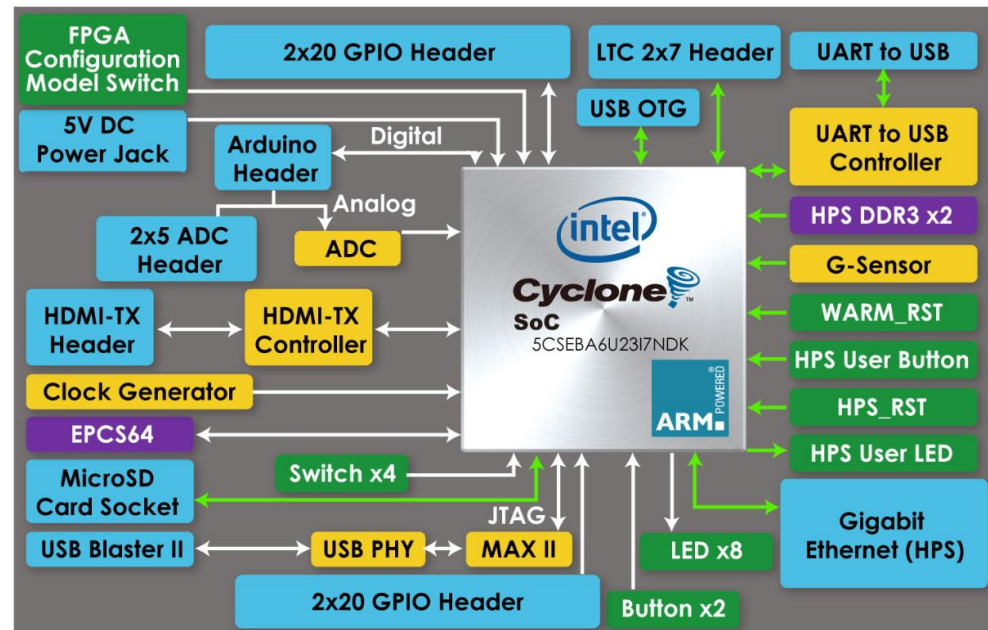 FPGA
Configuration
Model Switch
2x20 GPIO Header
LTC 2x7 Header
UART to USB
5V DC
Power Jack
Arduino
Header
Digital
USB OTG
UART to USB
Controller
Analog
2x5 ADC
Header
ADC
HPS DDR3 x2
G-Sensor
intel®
Cyclone™
SoC
5CSEBA6U23I7NDK
ARM® POWERED
HDMI-TX
Header
HDMI-TX
Controller
WARM_RST
HPS User Button
HPS_RST
HPS User LED
Clock Generator
EPCS64
MicroSD
Card Socket
Switch x4
JTAG
USB Blaster II
USB PHY
MAX II
LED x8
Gigabit
Ethernet (HPS)
2x20 GPIO Header
Button x2